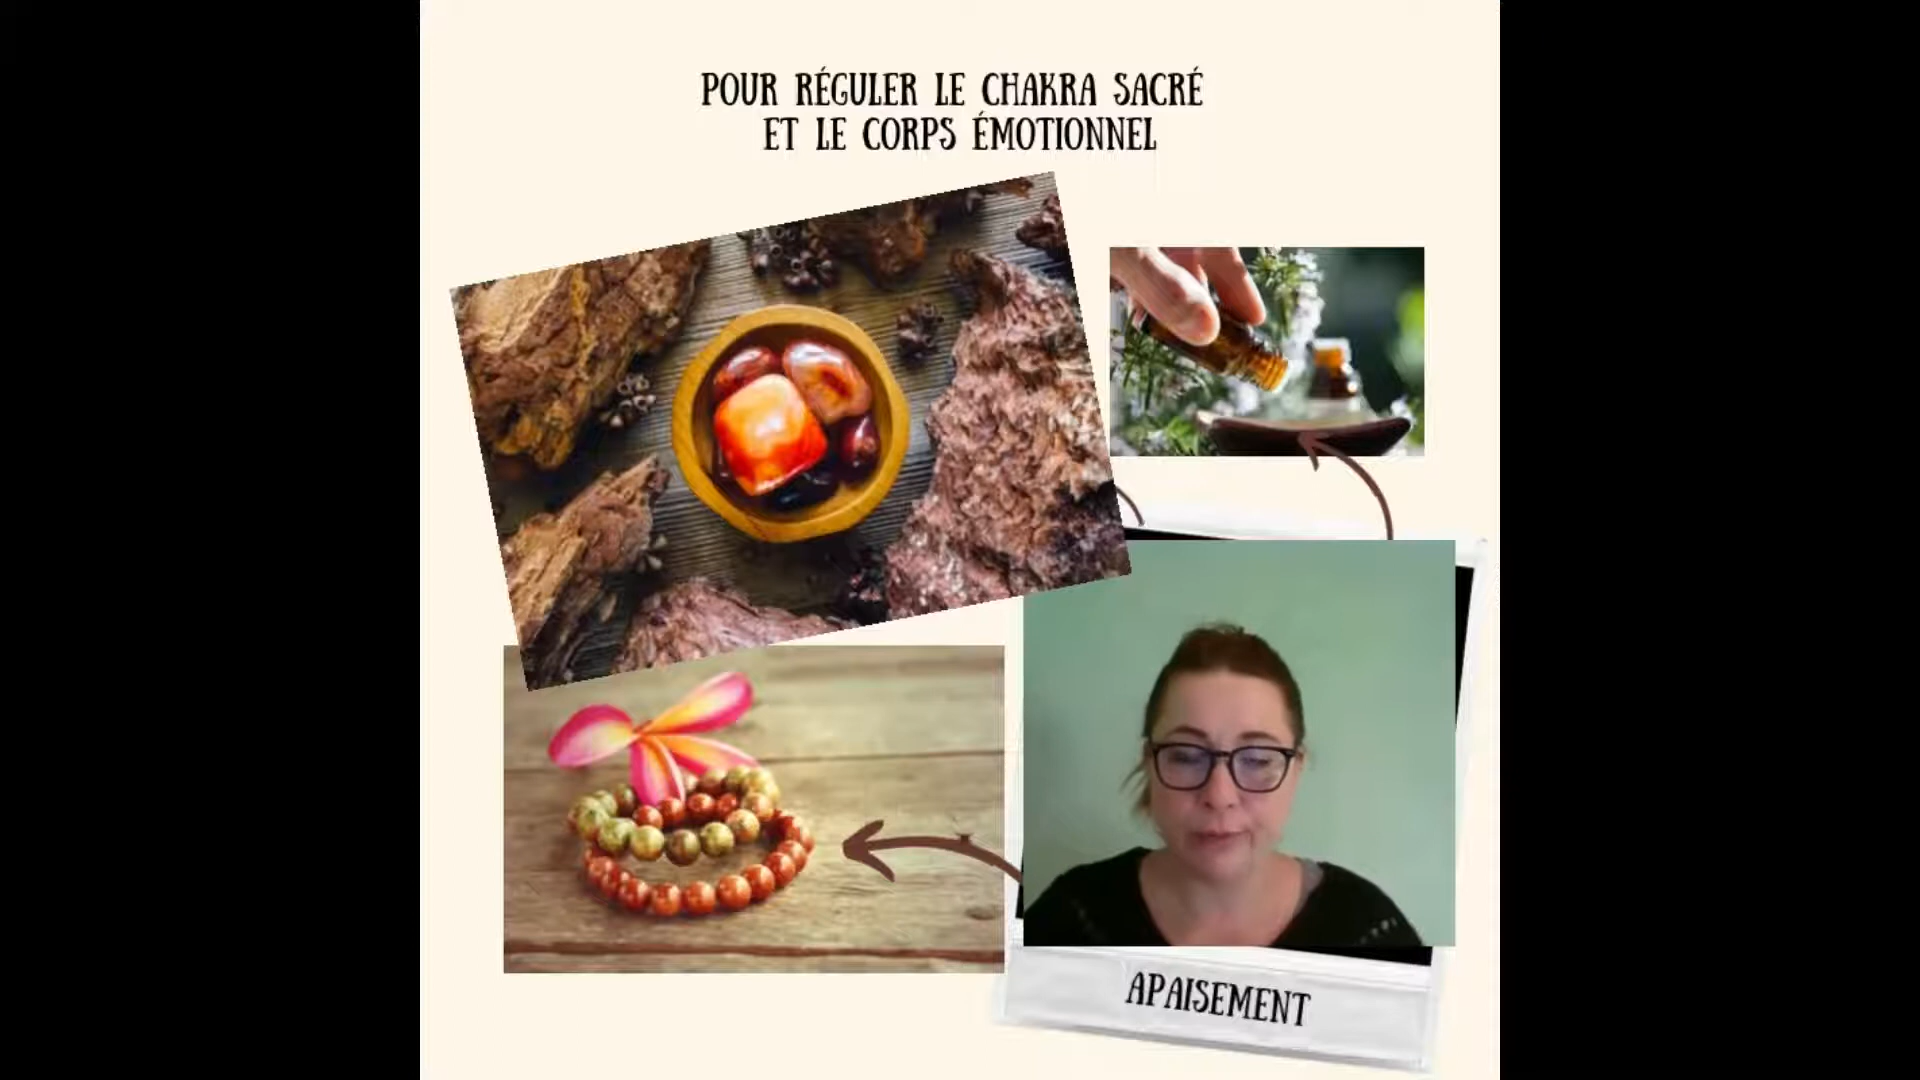 POUR RÉGULER LE CHAKRA SACRÉ
ET LE CORPS ÉMOTIONNEL
APAISEMENT